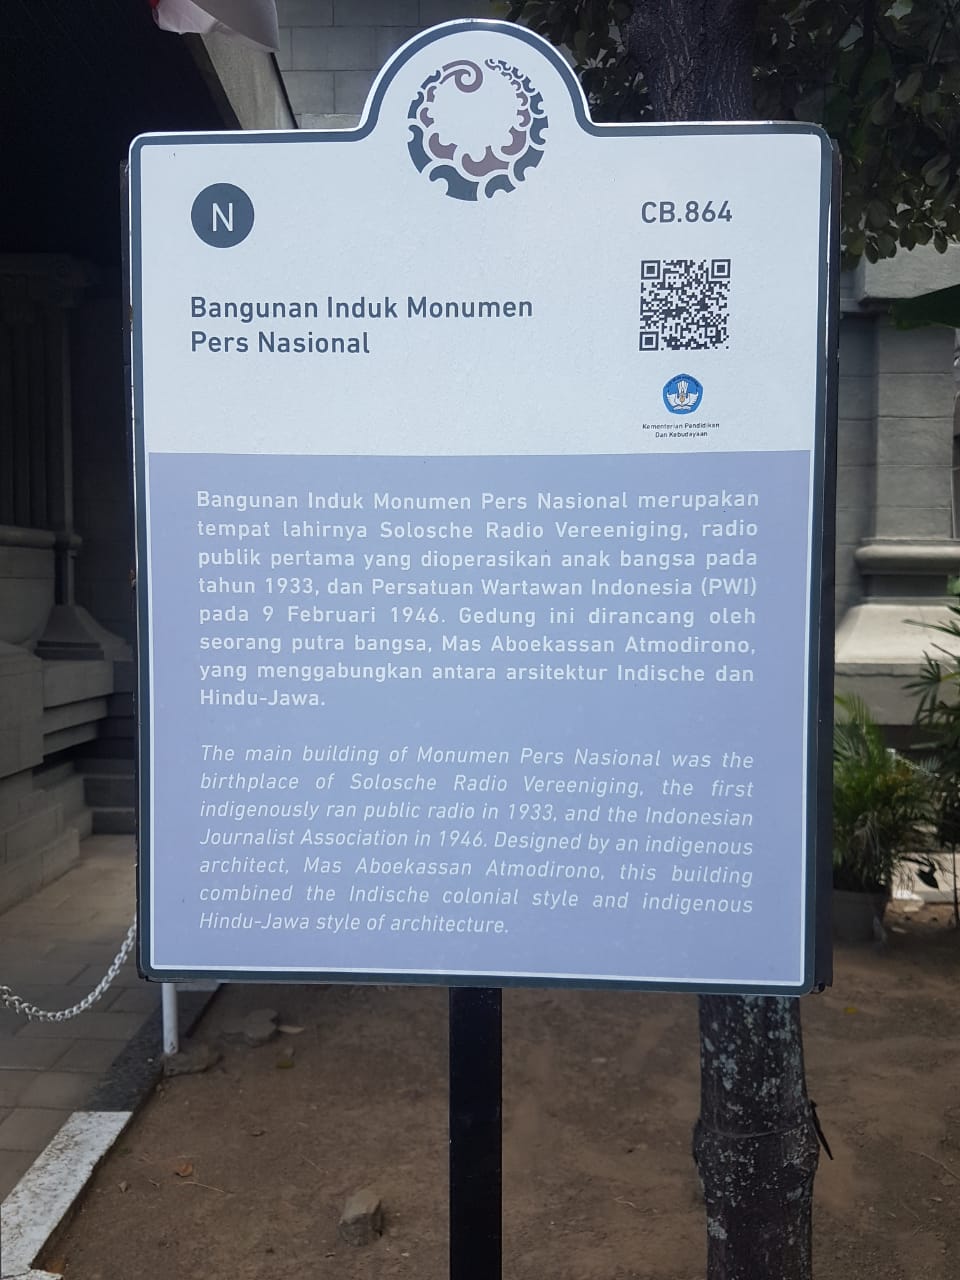 N
CB.864
Bangunan Induk Monumen
Pers Nasional
Kementerian Pendidikan
Dan Kebudayaan
Bangunan Induk Monumen Pers Nasional merupakan
tempat lahirnya Solosche Radio Vereeniging, radio
publik pertama yang dioperasikan anak bangsa pada
tahun 1933, dan Persatuan Wartawan Indonesia (PWI)
pada 9 Februari 1946. Gedung ini dirancang oleh
seorang putra bangsa, Mas Aboekassan Atmodirono,
yang menggabungkan antara arsitektur Indische dan
Hindu-Jawa.
The main building of Monumen Pers Nasional was the
birthplace of Solosche Radio Vereeniging, the first
indigenously ran public radio in 1933, and the Indonesian
Journalist Association in 1946. Designed by an indigenous
architect, Mas Aboekassan Atmodirono, this building
combined the Indische colonial style and indigenous
Hindu-Jawa style of architecture.